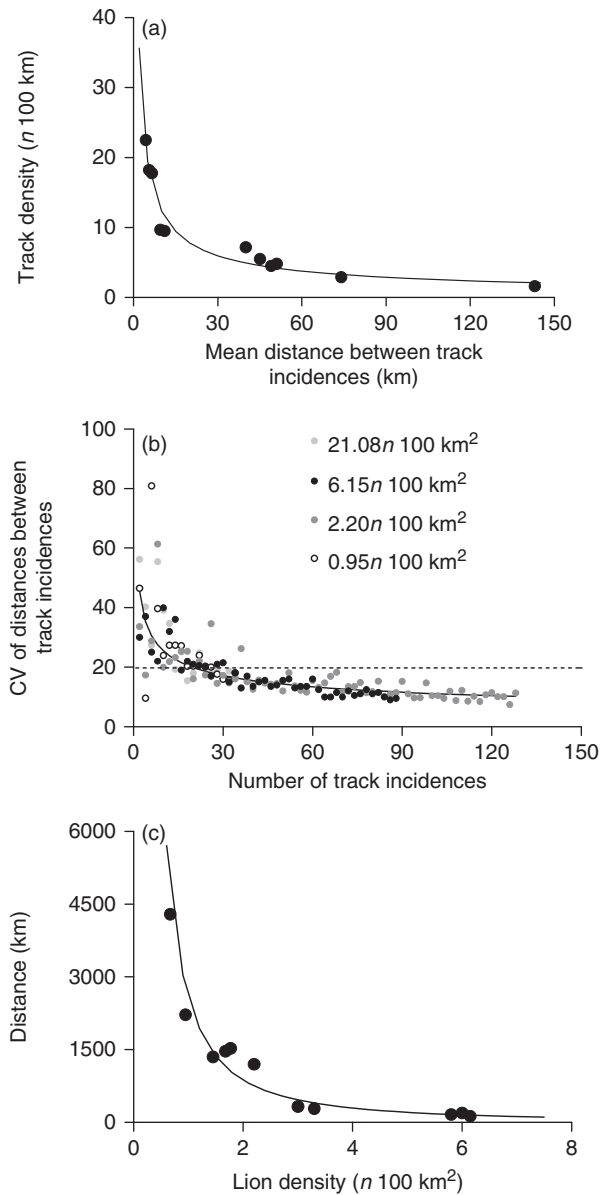 (a)
40
30
20
10
0
Track density (n 100 km)
0 30 60 90 120 150
Mean distance between track
incidences (km)
(b)
100
80
60
40
20
0
CV of distances between
track incidences
21.08n 100 km²
6.15n 100 km²
2.20n 100 km²
0.95n 100 km²
0 30 60 90 120 150
Number of track incidences
(c)
6000
4500
3000
1500
0
Distance (km)
0 2 4 6 8
Lion density (n 100 km²)